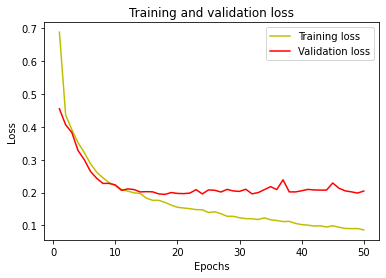 Training and validation loss
Training loss
Validation loss
0.7
0.6
0.5
0.4
0.3
0.2
0.1
Loss
0 10 20 30 40 50
Epochs